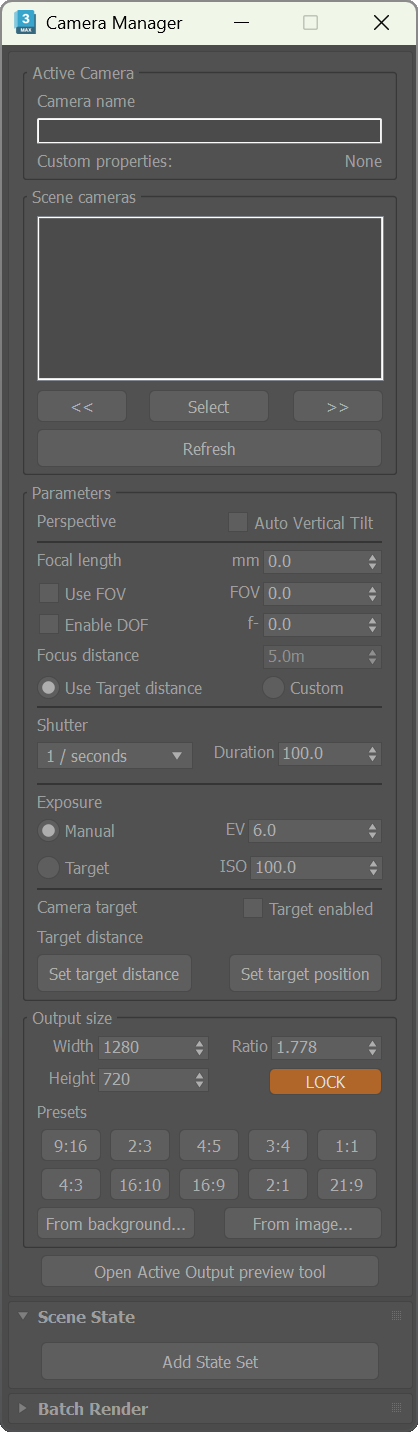 3 MAX Camera Manager
Active Camera
Camera name
Custom properties: None
Scene cameras
<< Select >>
Refresh
Parameters
Perspective Auto Vertical Tilt
Focal length mm 0.0
Use FOV FOV 0.0
Enable DOF f- 0.0
Focus distance 5.0m
Use Target distance Custom
Shutter
1 / seconds Duration 100.0
Exposure
Manual EV 6.0
Target ISO 100.0
Camera target Target enabled
Target distance
Set target distance Set target position
Output size
Width 1280 Ratio 1.778
Height 720 LOCK
Presets
9:16 2:3 4:5 3:4 1:1
4:3 16:10 16:9 2:1 21:9
From background... From image...
Open Active Output preview tool
Scene State
Add State Set
Batch Render